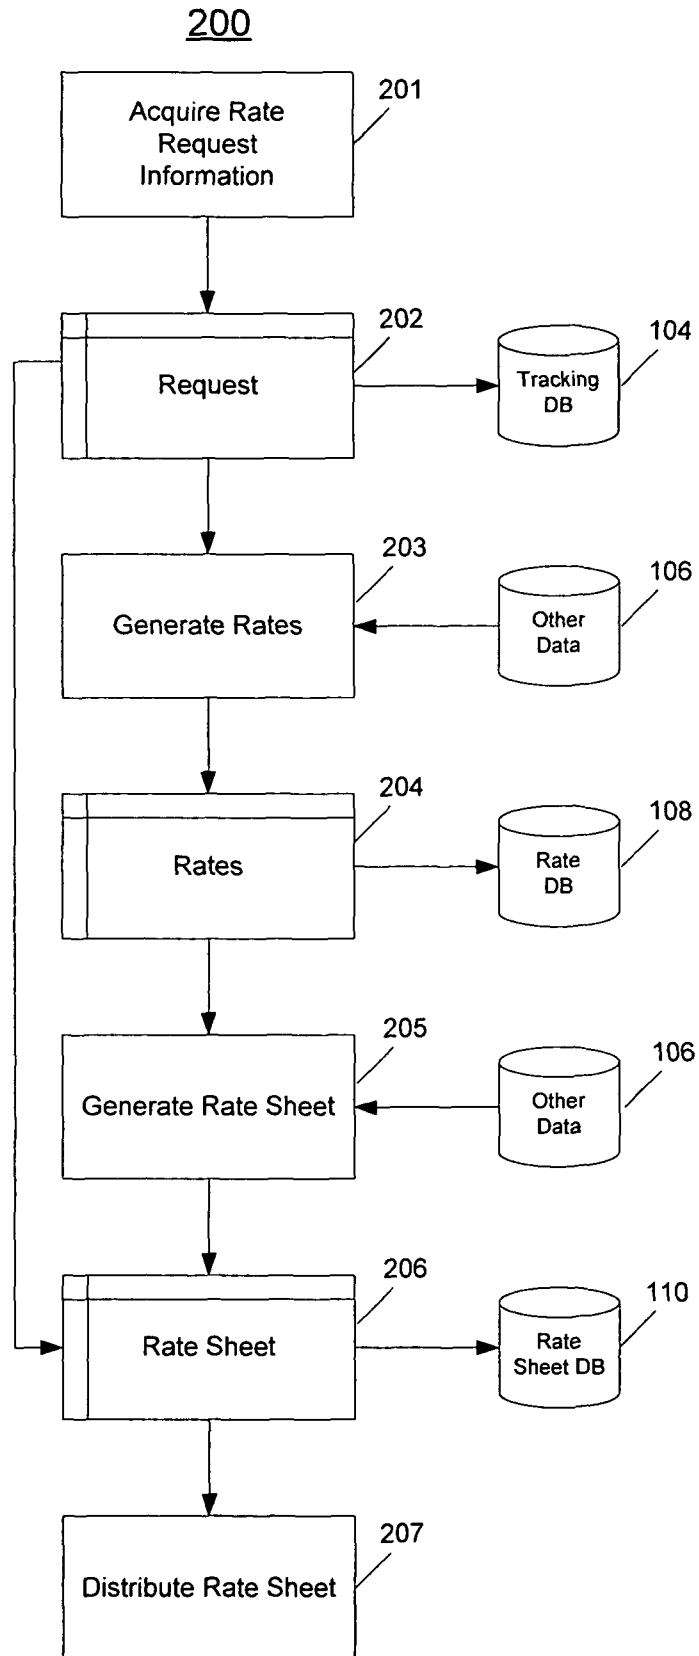 200
201
Acquire Rate
Request
Information
202
Request
104
Tracking
DB
203
Generate Rates
106
Other
Data
204
Rates
108
Rate
DB
205
Generate Rate Sheet
106
Other
Data
206
Rate Sheet
110
Rate
Sheet DB
207
Distribute Rate Sheet